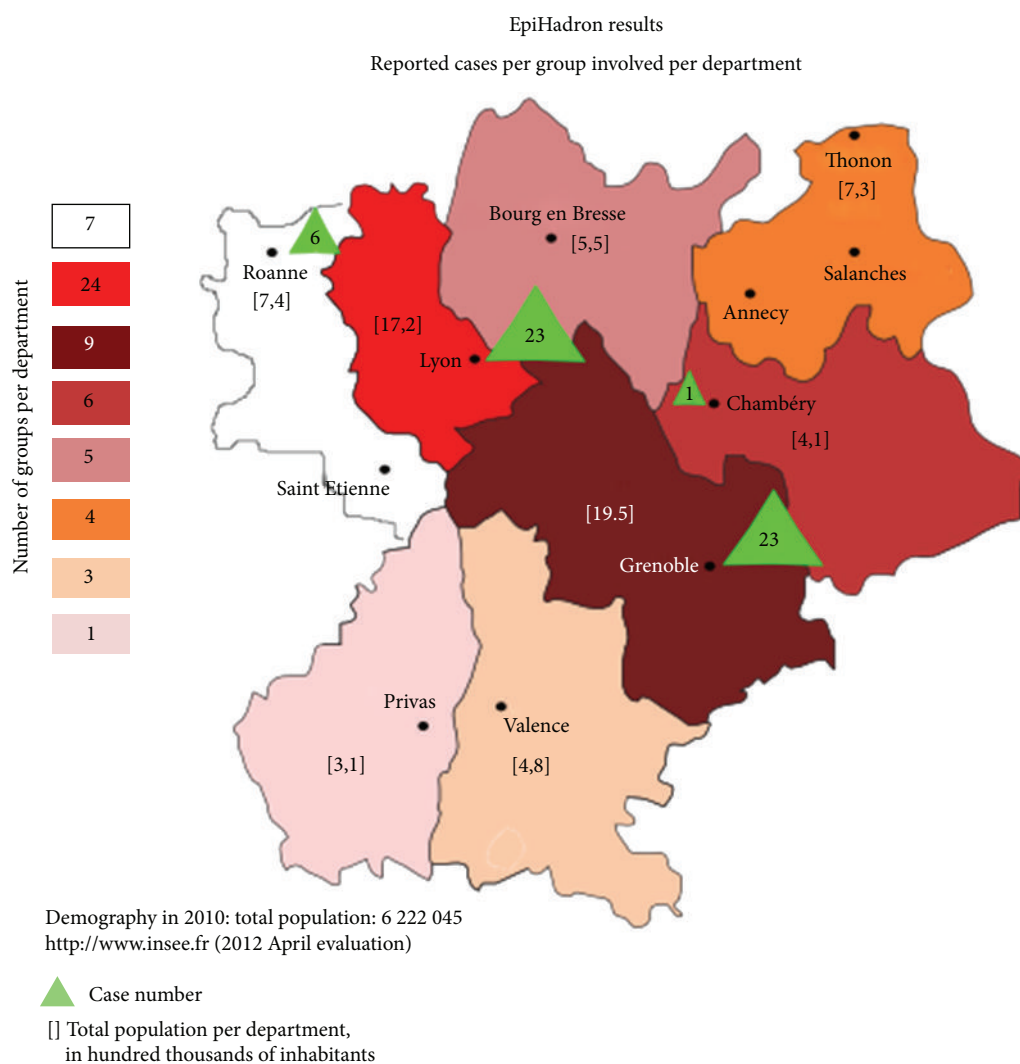 EpiHadron results
Reported cases per group involved per department
Number of groups per department
7
24
9
6
5
4
3
1
Thonon
[7,3]
Bourg en Bresse
[5,5]
6
Roanne
[7,4]
Salanches
Annecy
[17,2]
23
Lyon
1
Chambéry
[4,1]
Saint Etienne
[19.5]
23
Grenoble
Privas
Valence
[3,1]
[4,8]
Demography in 2010: total population: 6 222 045
http://www.insee.fr (2012 April evaluation)
Case number
[] Total population per department,
in hundred thousands of inhabitants